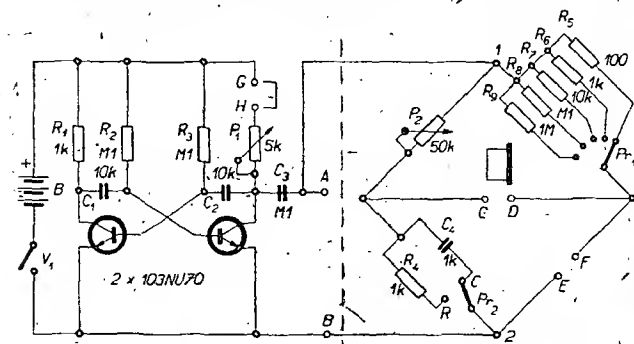 1
R5
R6
R7
R8
R9
100
1k
10k
M1
1M
Pr1
G
H
+
B
R1
1k
R2
M1
R3
M1
P1
5k
10k
C1
10k
C2
C3
M1
A
P2
50k
C
D
V1
2 x 103NU70
C4
1k
R4
1k
R
C
Pr2
F
E
B
2